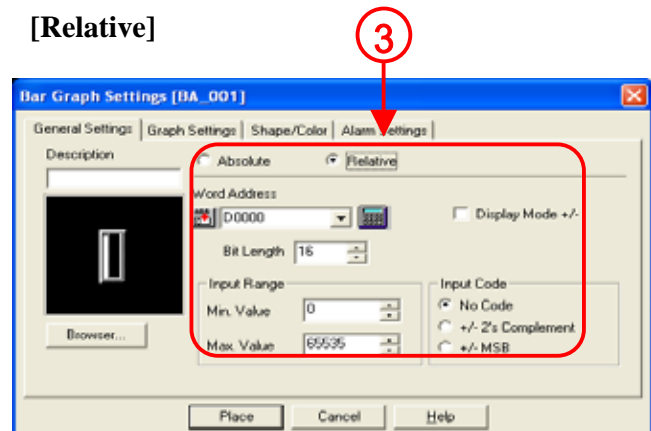 [Relative]
3
Bar Graph Settings [BA_001]
General Settings Graph Settings Shape/Color Alarm Settings
Description
Absolute Relative
Word Address
D0000
Display Mode +/-
Bit Length 16
Input Range
Input Code
Min. Value 0
No Code
+/- 2's Complement
Browser...
Max. Value 65535
+/- MSB
Place Cancel Help